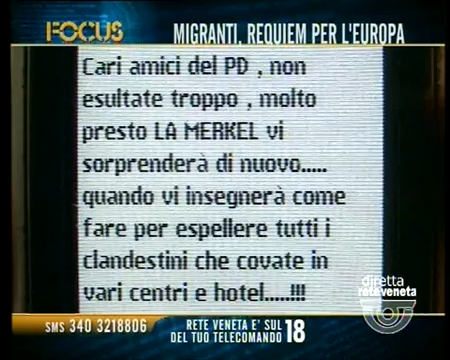 FOCUS
MIGRANTI, REQUIEM PER L'EUROPA
Cari amici del PD , non
esultate troppo , molto
presto LA MERKEL vi
sorprenderà di nuovo.....
quando vi insegnerà come
fare per espellere tutti i
clandestini che covate in
vari centri e hotel.....!!!
diretta
reteveneta
SMS 340 3218806
RETE VENETA E' SUL
DEL TUO TELECOMANDO
18